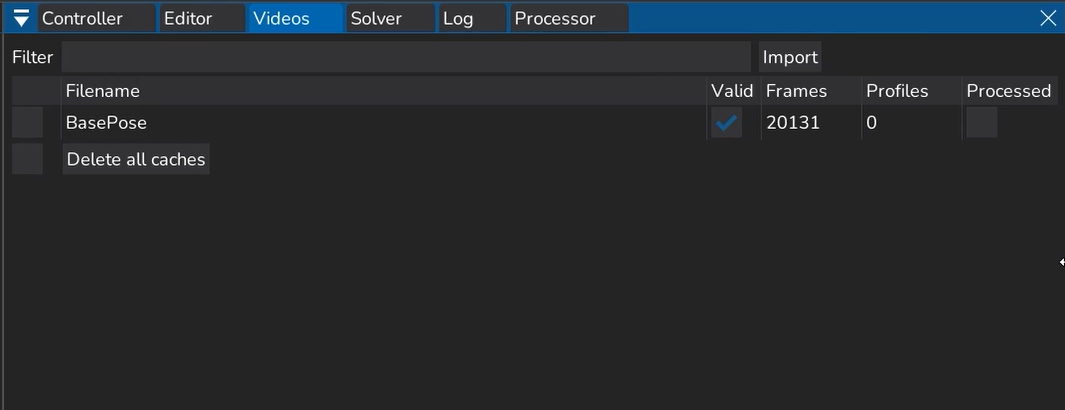 Controller Editor Videos Solver Log Processor
Filter Import
Filename Valid Frames Profiles Processed
BasePose 20131 0
Delete all caches